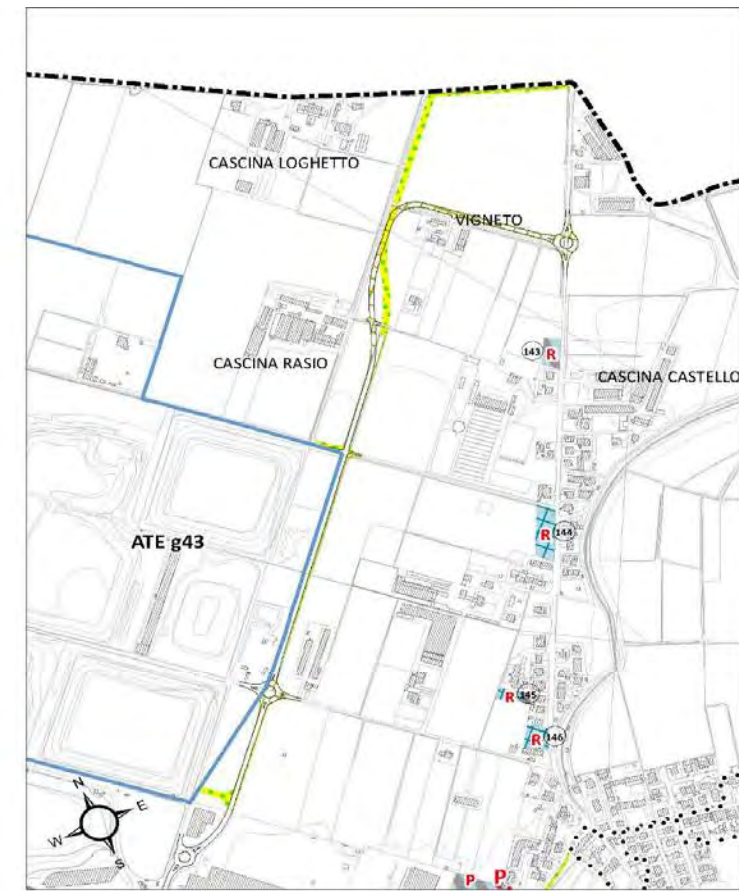 CASCINA LOGHETTO
VIGNETO
143 R
CASCINA RASIO
CASCINA CASTELLO
R 144
ATE g43
R 145
R 146
N
E
W
S
P P